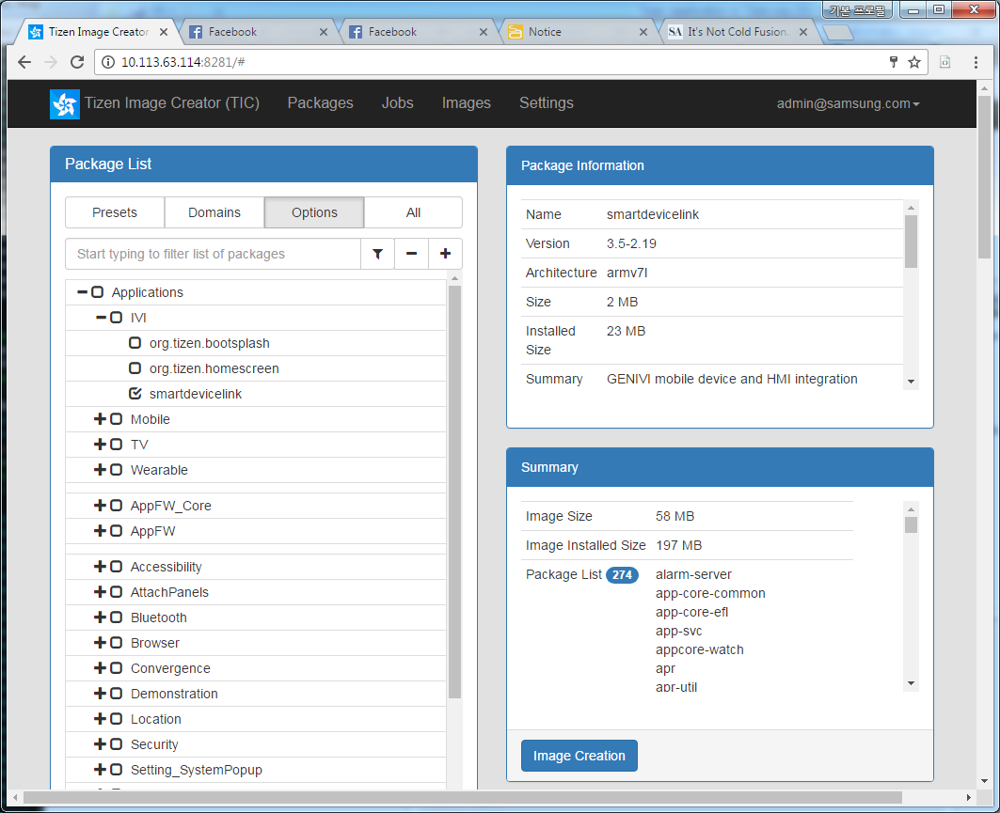 기본 프로필
Tizen Image Creator
Facebook
Facebook
Notice
SA It's Not Cold Fusion.
10.113.63.114:8281/#
Tizen Image Creator (TIC) Packages Jobs Images Settings admin@samsung.com
Package List
Presets Domains Options All
Start typing to filter list of packages
Applications
IVI
org.tizen.bootsplash
org.tizen.homescreen
smartdevicelink
Mobile
TV
Wearable
AppFW_Core
AppFW
Accessibility
AttachPanels
Bluetooth
Browser
Convergence
Demonstration
Location
Security
Setting_SystemPopup
Package Information
Name smartdevicelink
Version 3.5-2.19
Architecture armv7l
Size 2 MB
Installed 23 MB
Size
Summary GENIVI mobile device and HMI integration
Summary
Image Size 58 MB
Image Installed Size 197 MB
Package List 274 alarm-server
app-core-common
app-core-efl
app-svc
appcore-watch
apr
apr-util
Image Creation